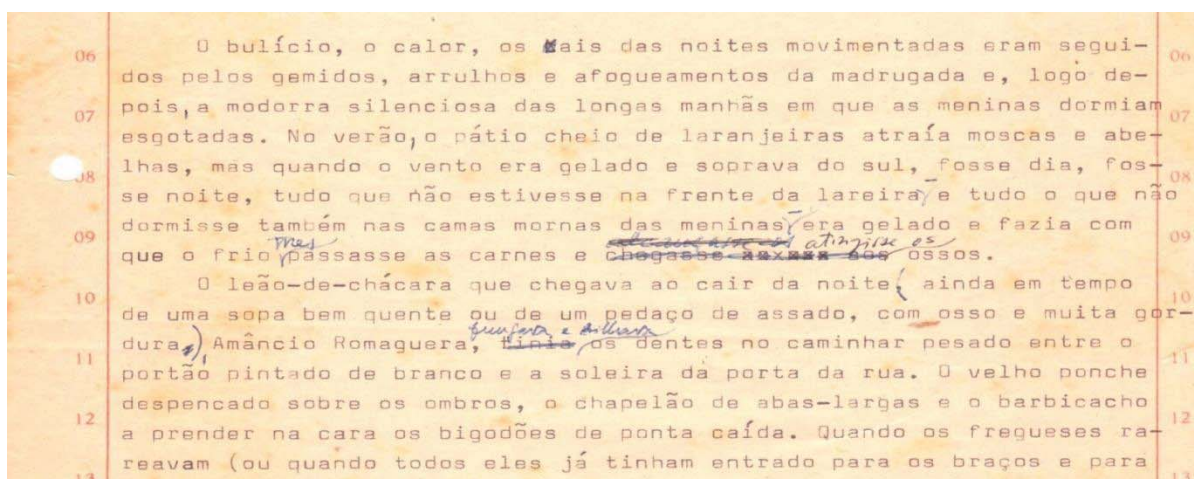 06 O bulício, o calor, os ais das noites movimentadas eram segui- 06
dos pelos gemidos, arrulhos e afogueamentos da madrugada e, logo de-
07 pois, a modorra silenciosa das longas manhãs em que as meninas dormiam 07
esgotadas. No verão, o pátio cheio de laranjeiras atraía moscas e abe-
08 lhas, mas quando o vento era gelado e soprava do sul, fosse dia, fos- 08
se noite, tudo que não estivesse na frente da lareira, e tudo o que não
09 dormisse também nas camas mornas das meninas, era gelado e fazia com 09
lhes atingisse os
que o frio passasse as carnes e chegasse aos ossos.
10 O leão-de-chácara que chegava ao cair da noite ( ainda em tempo 10
de uma sopa bem quente ou de um pedaço de assado, com osso e muita gor-
fungava e
11 dura), Amâncio Romaguera, tinia os dentes no caminhar pesado entre o 11
portão pintado de branco e a soleira da porta da rua. O velho ponche
12 despencado sobre os ombros, o chapelão de abas-largas e o barbicacho 12
a prender na cara os bigodões de ponta caída. Quando os fregueses ra-
13 reavam (ou quando todos eles já tinham entrado para os braços e para 13